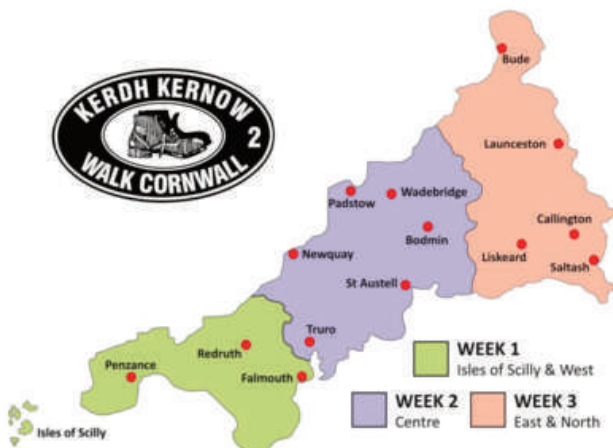 KERDH KERNOW
2
WALK CORNWALL
Bude
Launceston
Wadebridge
Padstow
Callington
Bodmin
Newquay
Liskeard
Saltash
St Austell
Truro
Redruth
Penzance
Falmouth
Isles of Scilly
WEEK 1
Isles of Scilly & West
WEEK 2
Centre
WEEK 3
East & North